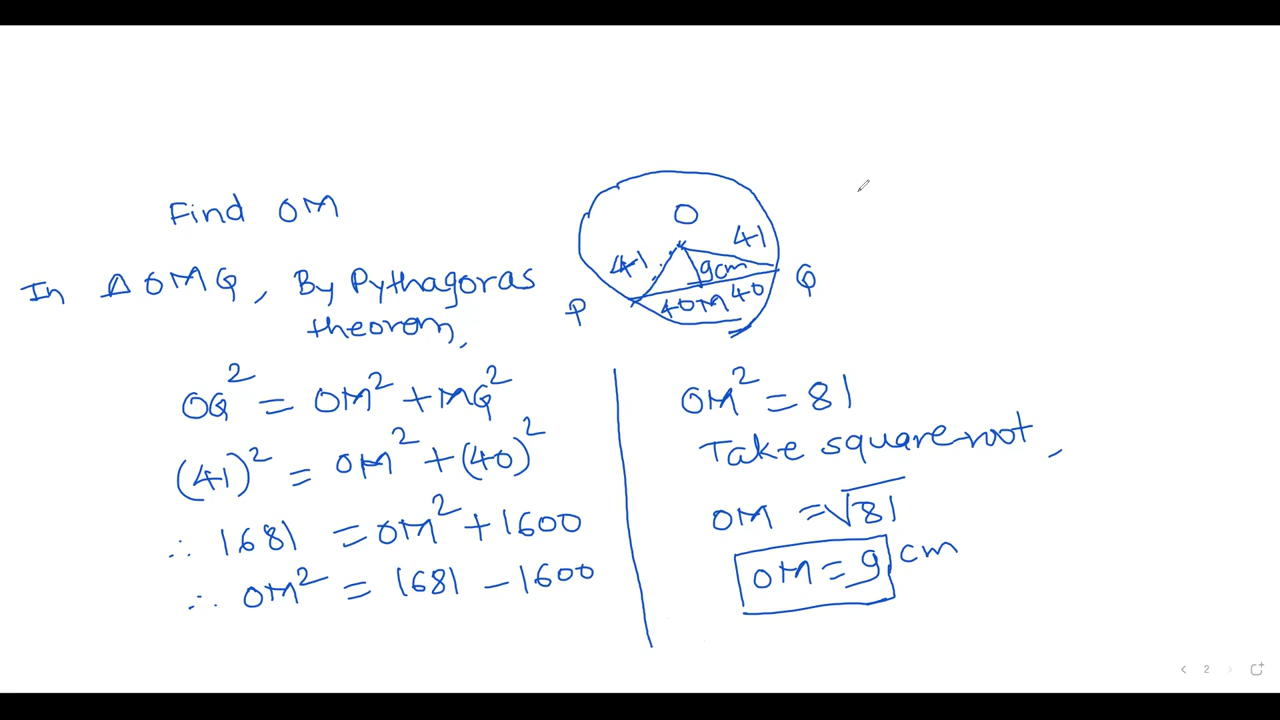 Find OM
In Δ OMQ, By Pythagoras
theorem,
OQ² = OM² + MQ²
(41)² = OM² + (40)²
∴ 1681 = OM² + 1600
∴ OM² = 1681 - 1600
O
41
41
9cm
P
40 M 40
Q
OM² = 81
Take square root,
OM = √81
OM = 9 cm
2